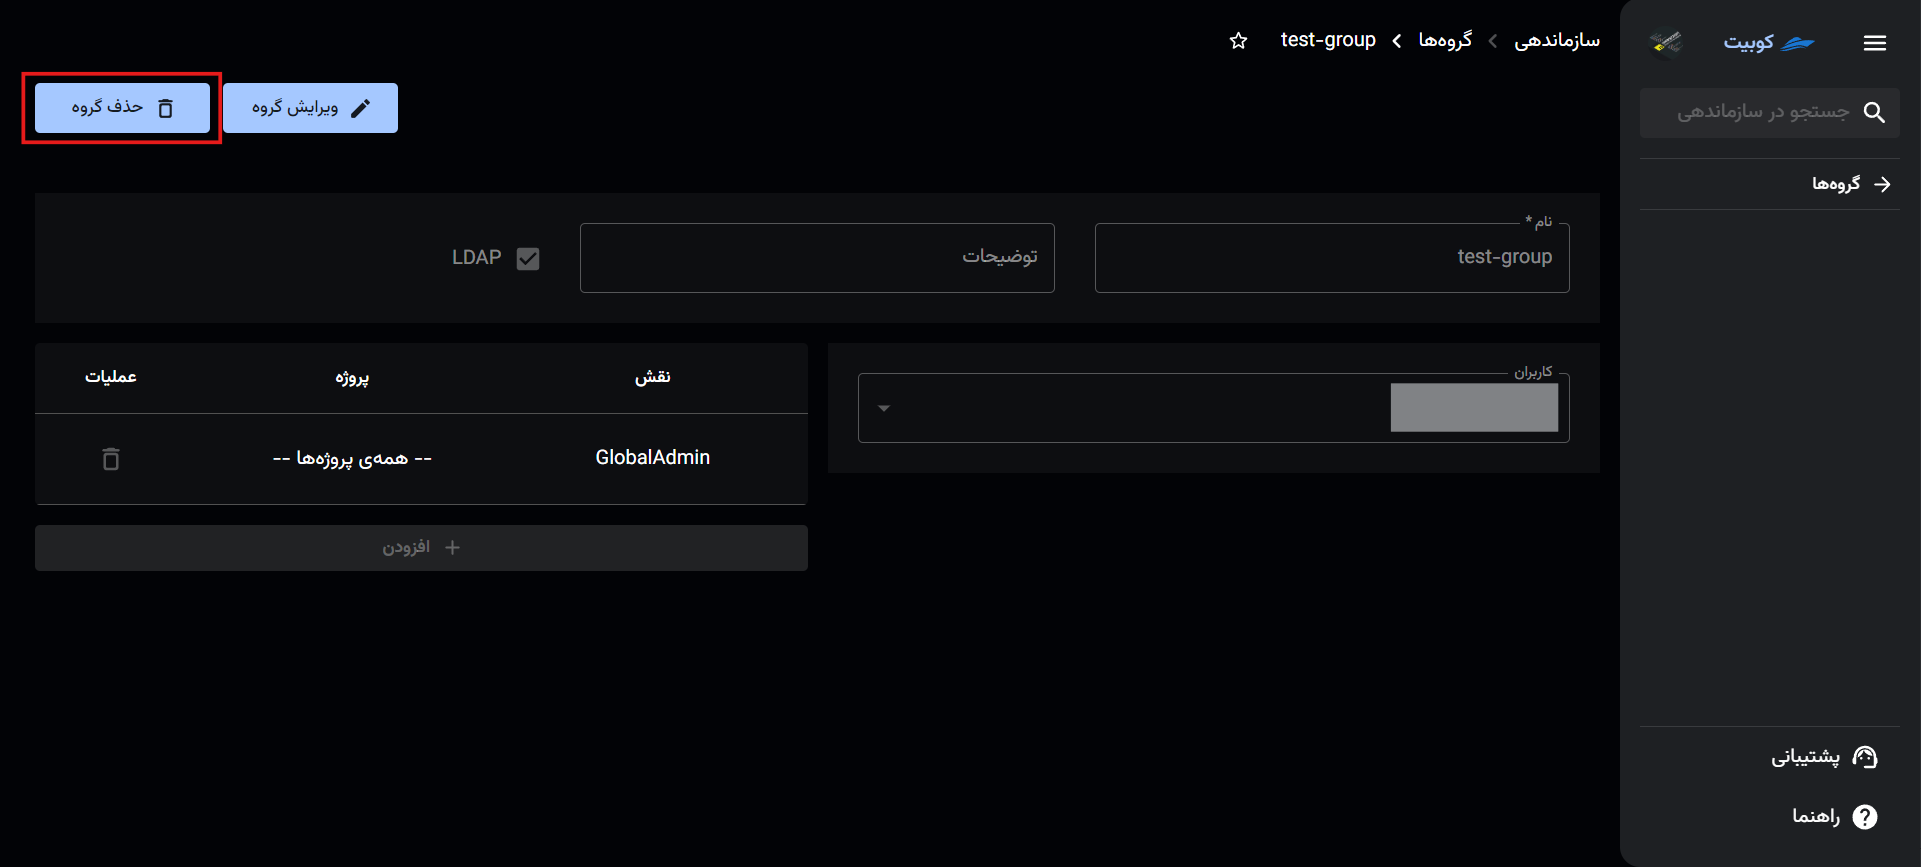 کوبیت
جستجو در سازماندهی
گروه‌ها
پشتیبانی
راهنما
سازماندهی
گروه‌ها
test-group
ویرایش گروه
حذف گروه
نام *
test-group
توضیحات
LDAP
کاربران
نقش پروژه عملیات
GlobalAdmin -- همه‌ی پروژه‌ها --
افزودن